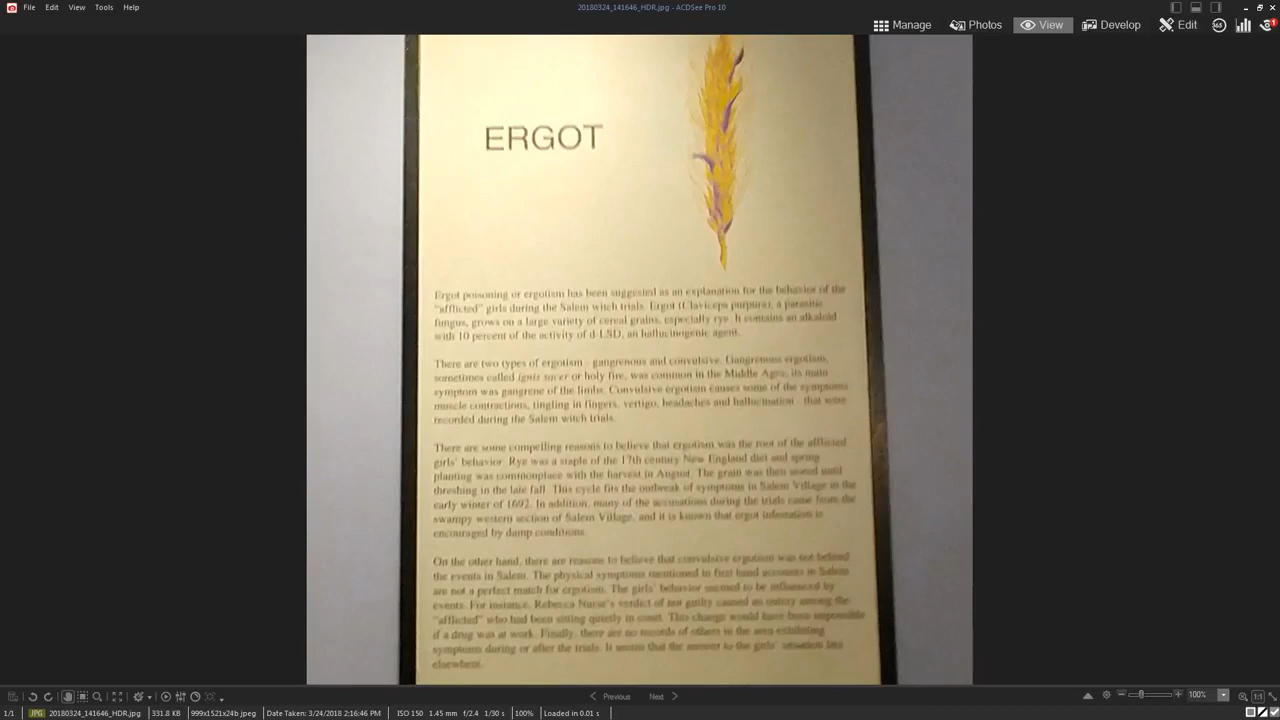 20180324_141646_HDR.jpg - ACDSee Pro 10
File Edit View Tools Help
Manage Photos View Develop Edit 365
ERGOT
Ergot poisoning or ergotism has been suggested as an explanation for the behavior of the
"afflicted" girls during the Salem witch trials. Ergot (Claviceps purpura), a parasitic
fungus, grows on a large variety of cereal grains, especially rye. It contains an alkaloid
with 10 percent of the activity of d-LSD, an hallucinogenic agent.
There are two types of ergotism - gangrenous and convulsive. Gangrenous ergotism,
sometimes called ignis sacer or holy fire, was common in the Middle Ages, its main
symptom was gangrene of the limbs. Convulsive ergotism causes some of the symptoms
muscle contractions, tingling in fingers, vertigo, headaches and hallucination - that were
recorded during the Salem witch trials.
There are some compelling reasons to believe that ergotism was the root of the afflicted
girls' behavior. Rye was a staple of the 17th century New England diet and spring
planting was commonplace with the harvest in August. The grain was then stored until
threshing in the late fall. This cycle fits the outbreak of symptoms in Salem Village in the
early winter of 1692. In addition, many of the accusations during the trials came from the
swampy western section of Salem Village, and it is known that ergot infestation is
encouraged by damp conditions.
On the other hand, there are reasons to believe that convulsive ergotism was not behind
the events in Salem. The physical symptoms mentioned in first hand accounts in Salem
are not a perfect match for ergotism. The girls' behavior seemed to be influenced by
events. For instance, Rebecca Nurse's verdict of not guilty caused an outcry among the
"afflicted" who had been sitting quietly in court. This change would have been impossible
if a drug was at work. Finally, there are no records of others in the area exhibiting
symptoms during or after the trials. It seems that the answer to the girls' situation lies
elsewhere.
Previous Next 100%
1/1 JPG 20180324_141646_HDR.jpg 331.8 KB 999x1521x24b jpeg Date Taken: 3/24/2018 2:16:46 PM ISO 150 1.45 mm f/2.4 1/30 s 100% Loaded in 0.01 s